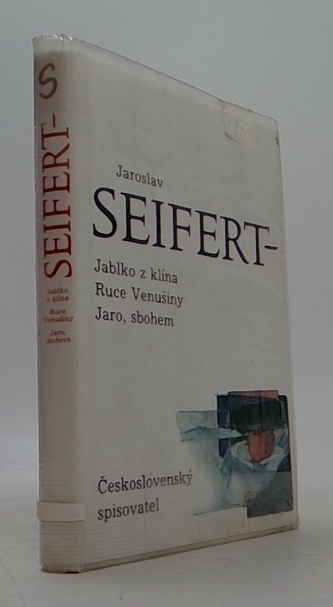 S
SEIFERT-
Jablko
z klína
Ruce
Venušiny
Jaro,
sbohem
Jaroslav
SEIFERT-
Jablko z klína
Ruce Venušiny
Jaro, sbohem
Československý
spisovatel